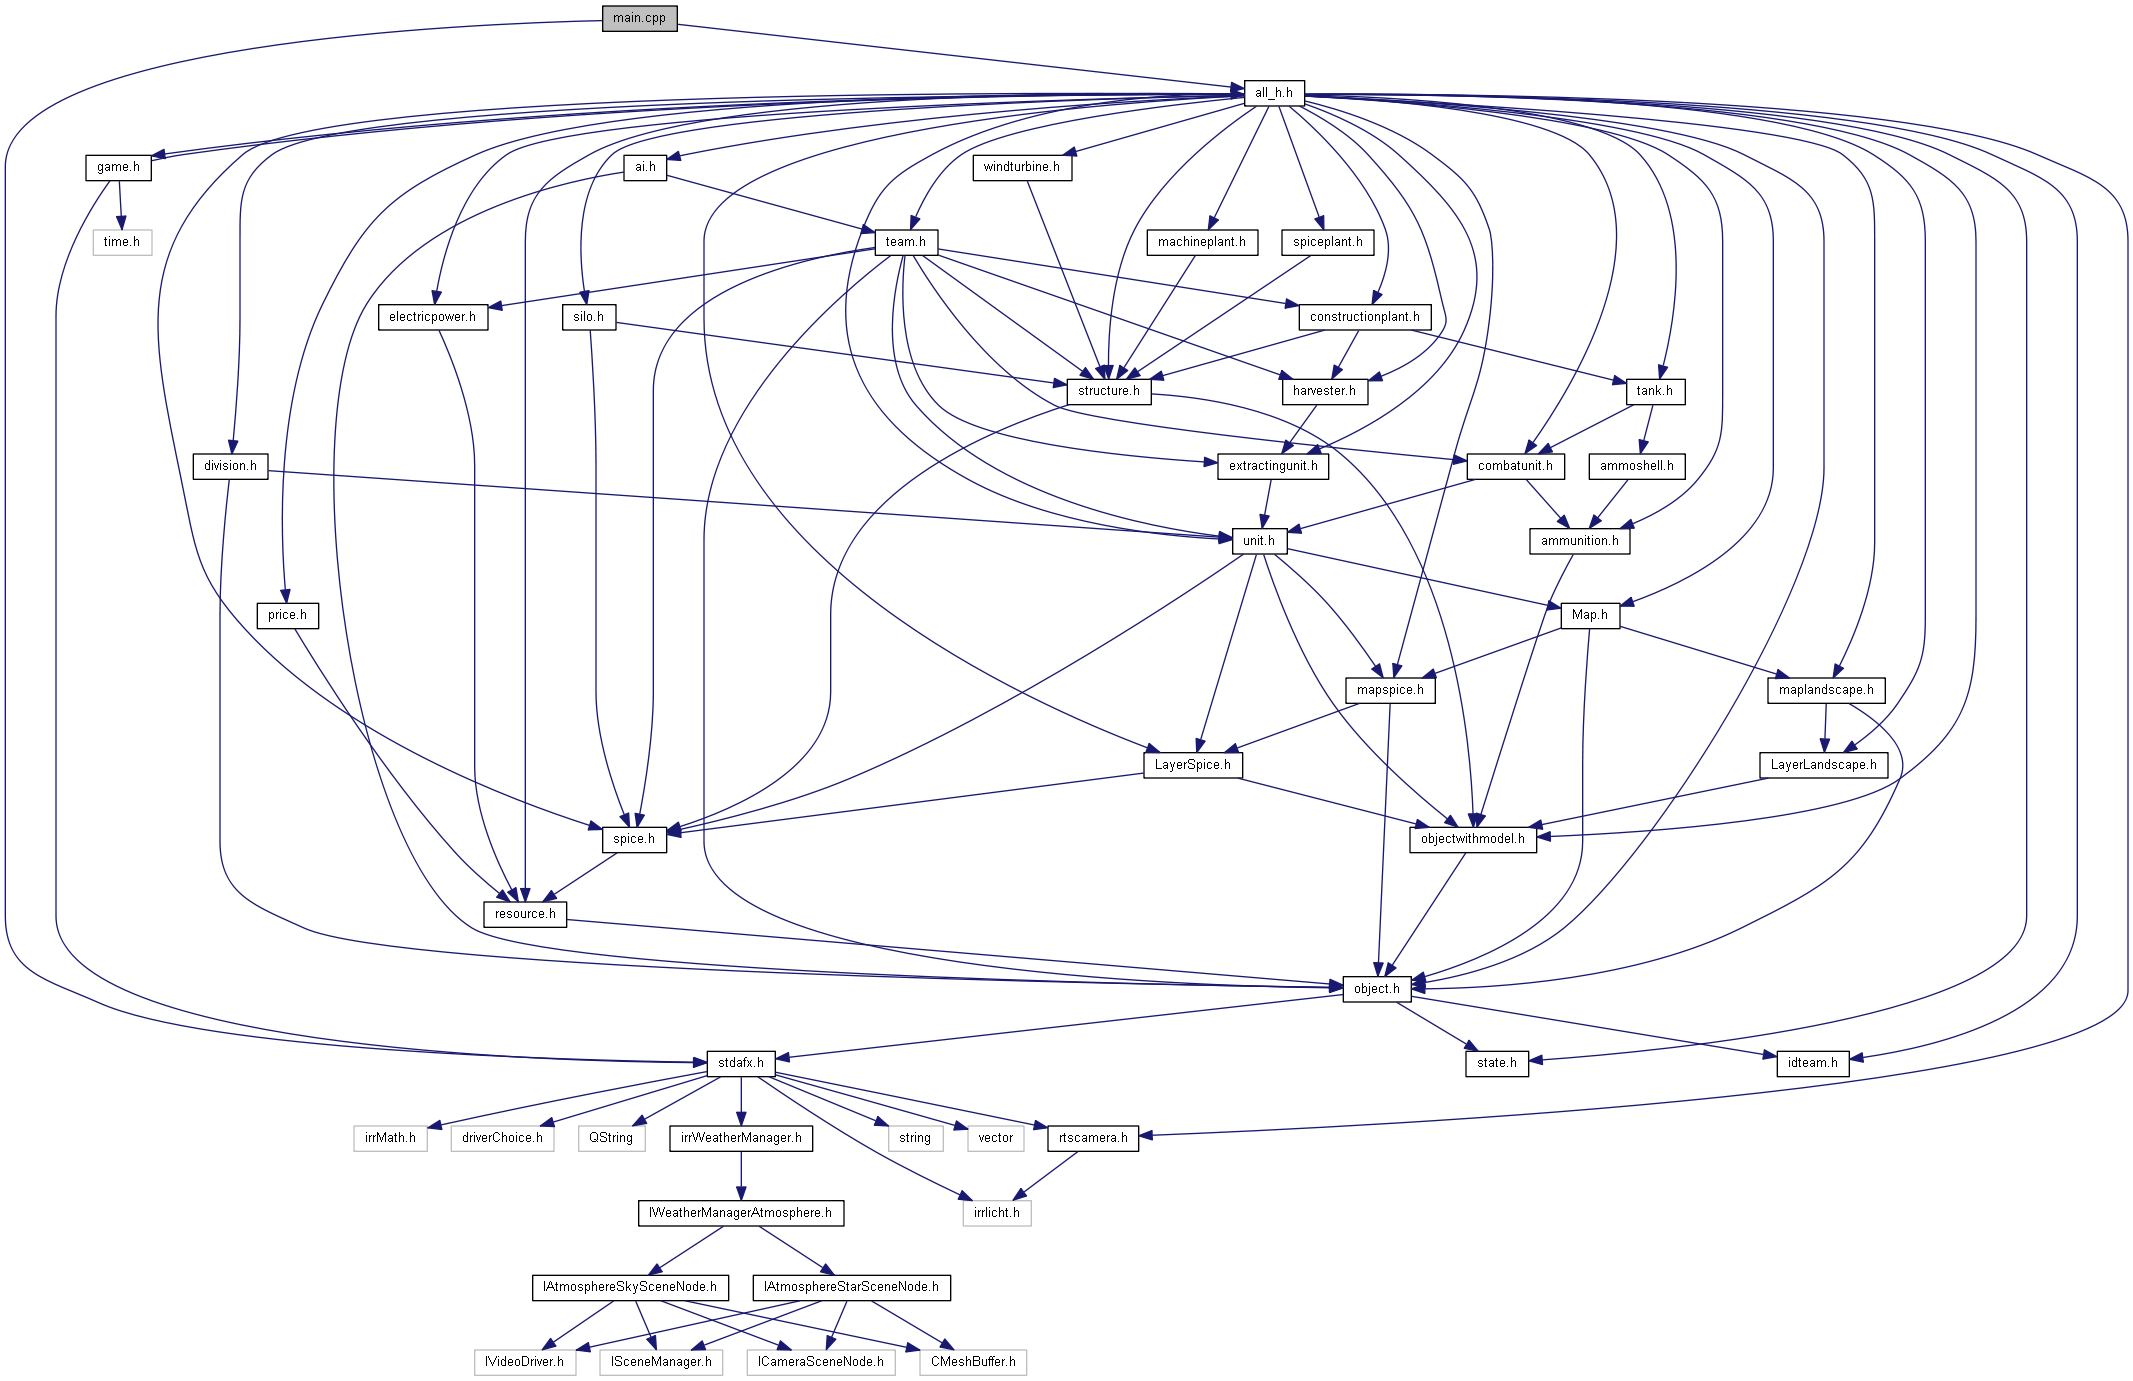 main.cpp
all_h.h
game.h
ai.h
windturbine.h
time.h
team.h
machineplant.h
spiceplant.h
electricpower.h
silo.h
constructionplant.h
structure.h
harvester.h
tank.h
division.h
extractingunit.h
combatunit.h
ammoshell.h
unit.h
ammunition.h
price.h
Map.h
mapspice.h
maplandscape.h
LayerSpice.h
LayerLandscape.h
spice.h
objectwithmodel.h
resource.h
object.h
stdafx.h
state.h
idteam.h
irrMath.h
driverChoice.h
QString
irrWeatherManager.h
string
vector
rtscamera.h
IWeatherManagerAtmosphere.h
irrlicht.h
IAtmosphereSkySceneNode.h
IAtmosphereStarSceneNode.h
IVideoDriver.h
ISceneManager.h
ICameraSceneNode.h
CMeshBuffer.h